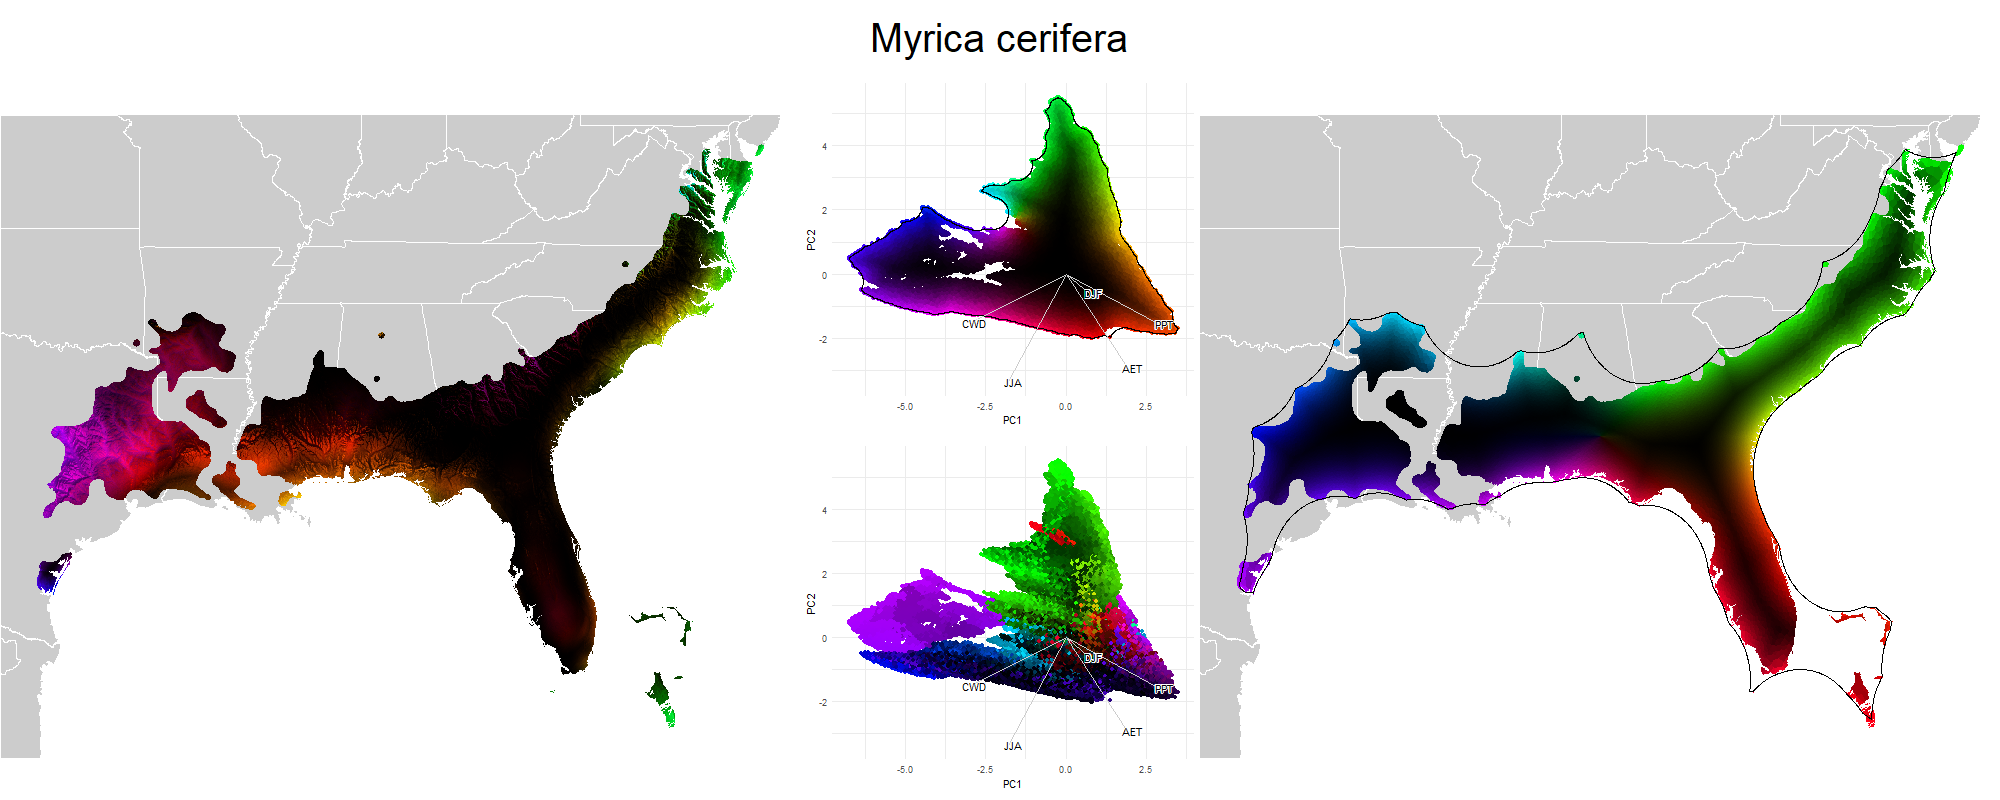 Myrica cerifera
4
2
0
-2
PC2
DJF
CWD
PPT
JJA
AET
-5.0 -2.5 0.0 2.5
PC1
4
2
0
-2
PC2
DJF
CWD
PPT
JJA
AET
-5.0 -2.5 0.0 2.5
PC1